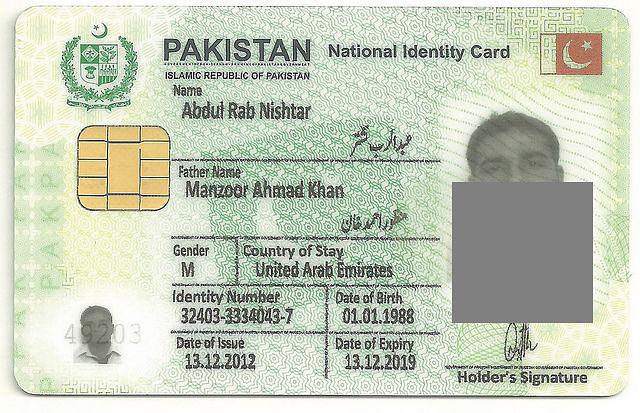 PAKISTAN National Identity Card
ISLAMIC REPUBLIC OF PAKISTAN
Name
Abdul Rab Nishtar
عبدالرب نشتر
Father Name
Manzoor Ahmad Khan
منظور احمد خان
Gender Country of Stay
M United Arab Emirates
Identity Number Date of Birth
32403-3334043-7 01.01.1988
49203
Date of Issue Date of Expiry
13.12.2012 13.12.2019
Holder's Signature